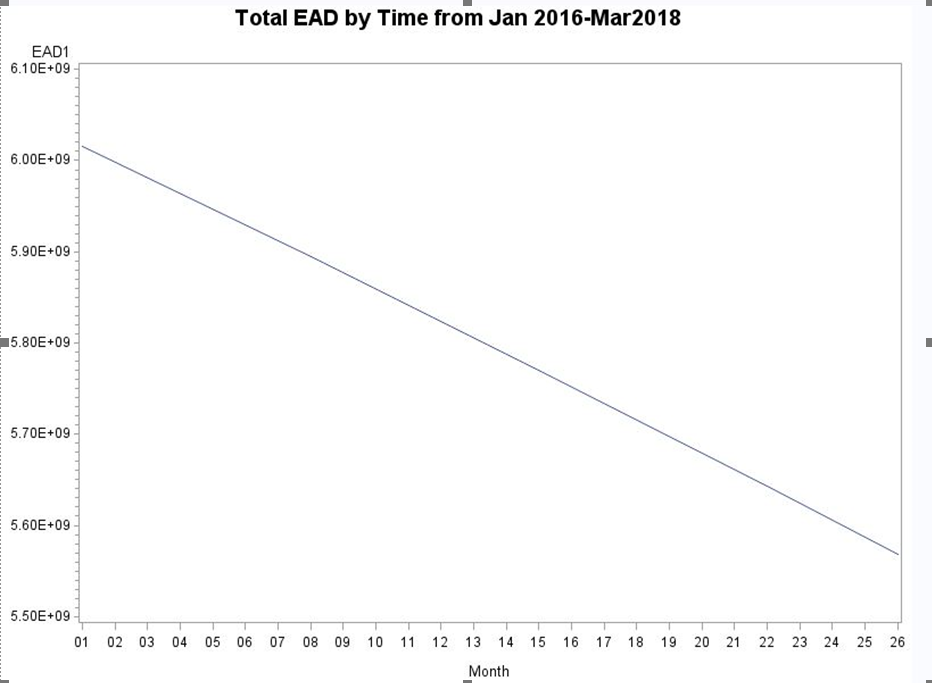 Total EAD by Time from Jan 2016-Mar2018
EAD1
6.10E+09
6.00E+09
5.90E+09
5.80E+09
5.70E+09
5.60E+09
5.50E+09
01 02 03 04 05 06 07 08 09 10 11 12 13 14 15 16 17 18 19 20 21 22 23 24 25 26
Month